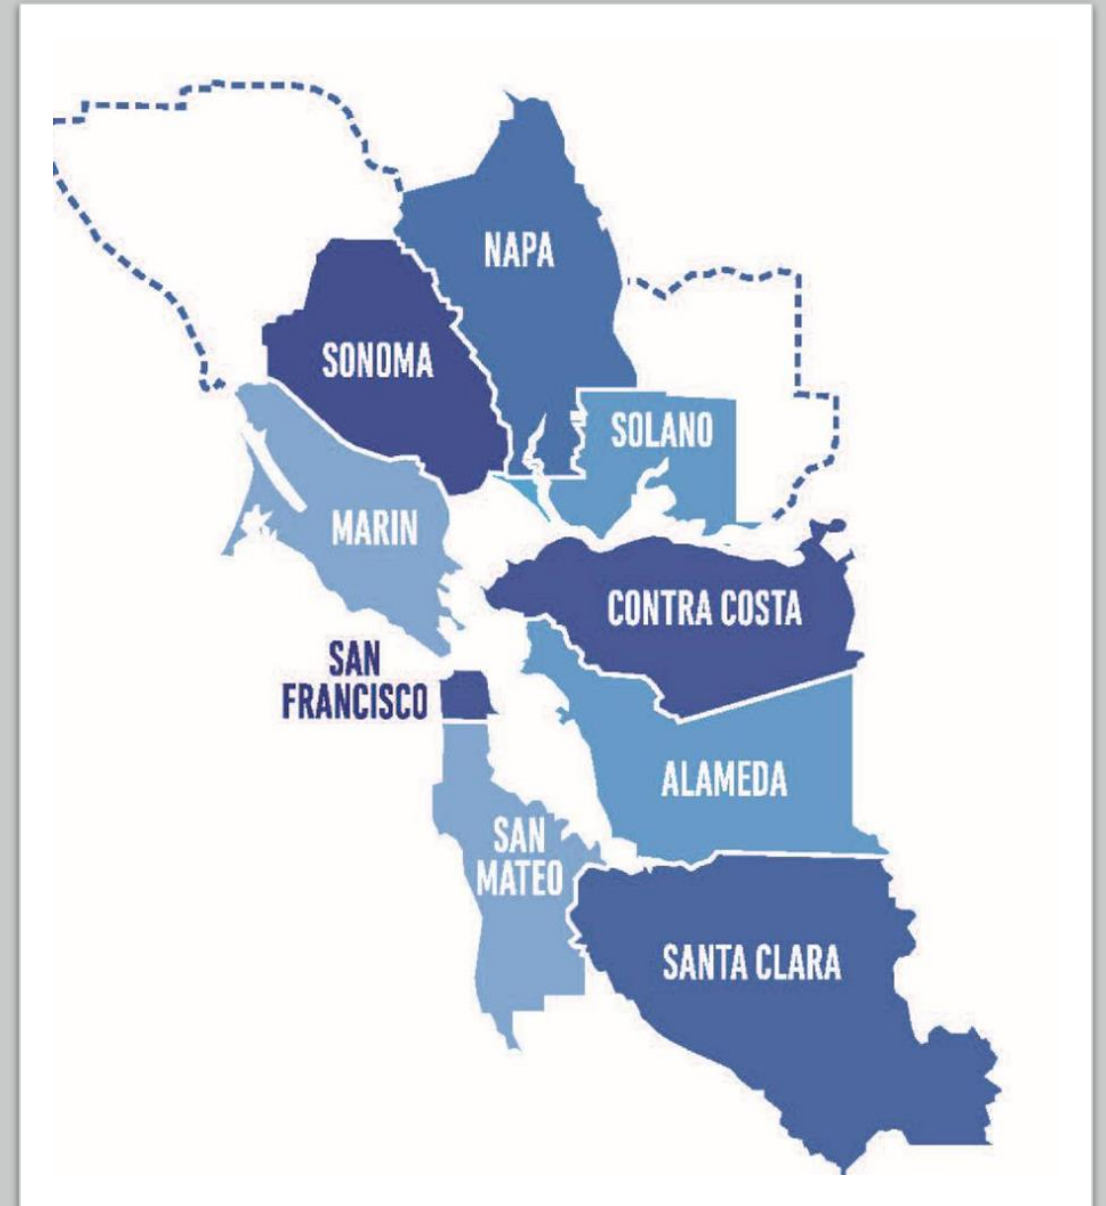 NAPA
SONOMA
SOLANO
MARIN
CONTRA COSTA
SAN
FRANCISCO
ALAMEDA
SAN
MATEO
SANTA CLARA